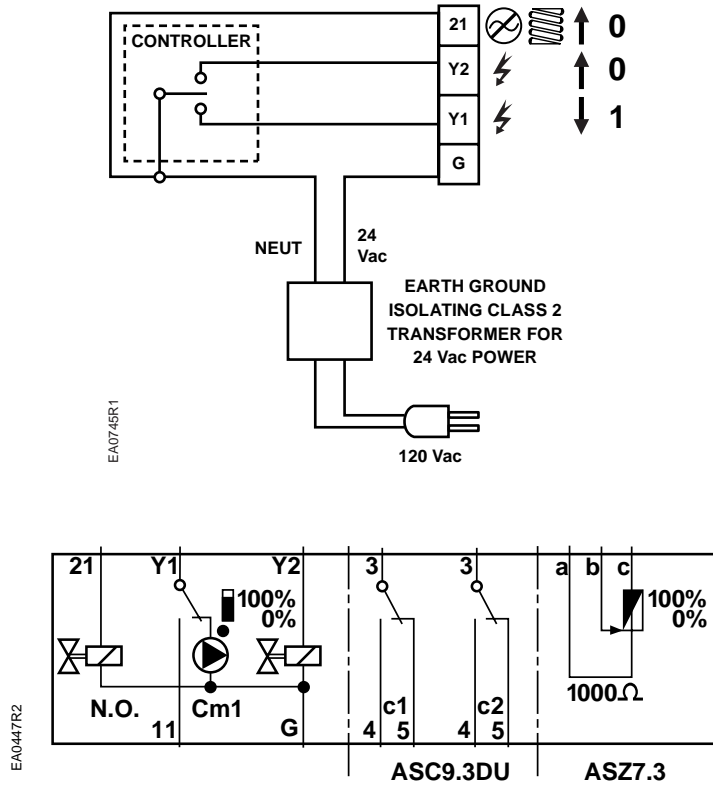 CONTROLLER
21 0
Y2 0
Y1 1
G
NEUT
24
Vac
EARTH GROUND
ISOLATING CLASS 2
TRANSFORMER FOR
24 Vac POWER
120 Vac
EA0745R1
21 Y1 Y2 3 3 a b c
100%
0%
100%
0%
N.O. Cm1
c1 c2
1000Ω
11 G 4 5 4 5
ASC9.3DU ASZ7.3
EA0447R2